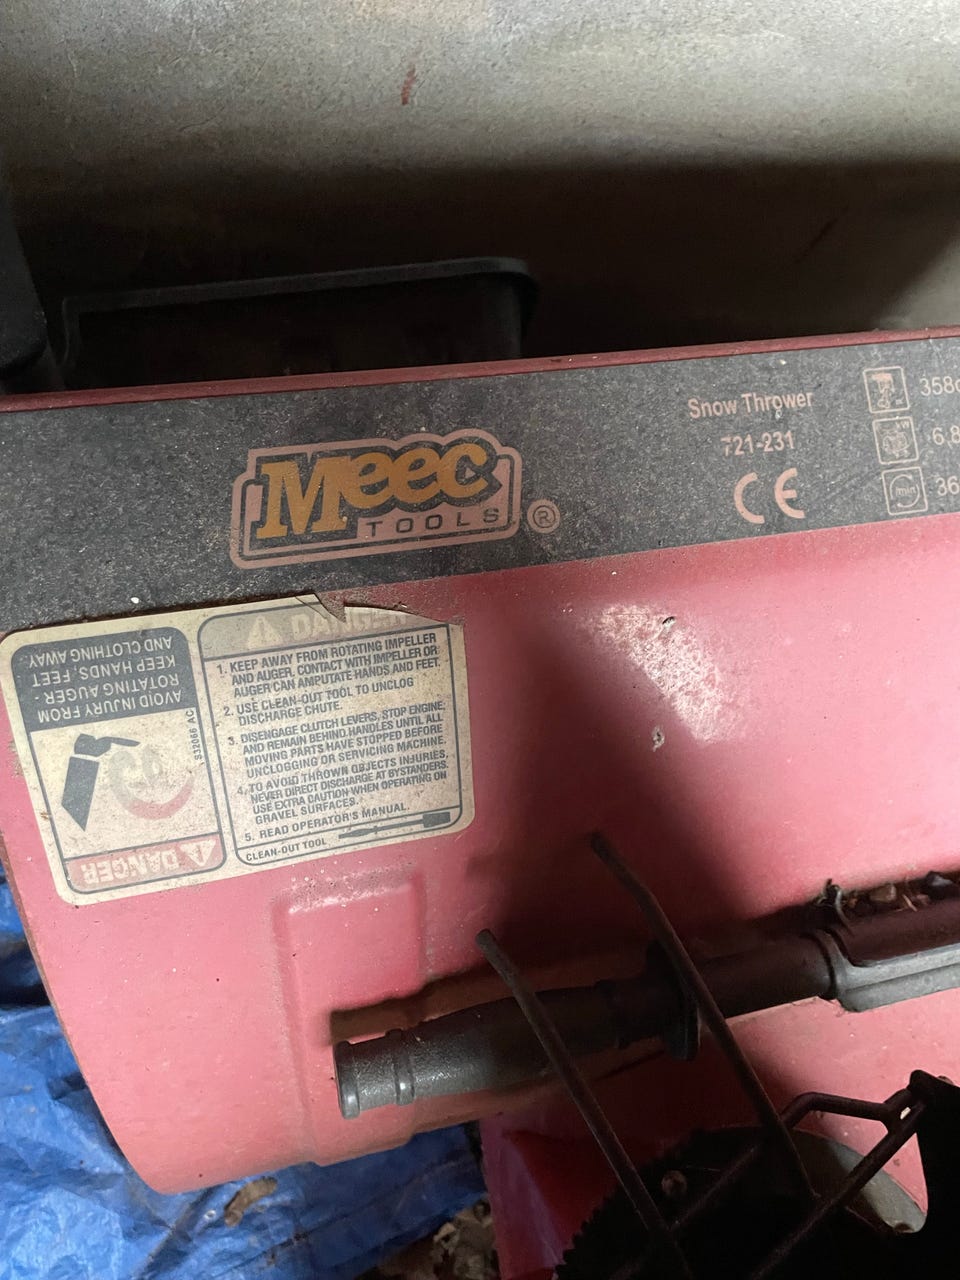 Meec
TOOLS ®
Snow Thrower
721-231
CE
358c
6.8
kW
36
min
DANGER
1. KEEP AWAY FROM ROTATING IMPELLER
AND AUGER. CONTACT WITH IMPELLER OR
AUGER CAN AMPUTATE HANDS AND FEET.
2. USE CLEAN-OUT TOOL TO UNCLOG
DISCHARGE CHUTE.
3. DISENGAGE CLUTCH LEVERS, STOP ENGINE,
AND REMAIN BEHIND HANDLES UNTIL ALL
MOVING PARTS HAVE STOPPED BEFORE
UNCLOGGING OR SERVICING MACHINE.
4. TO AVOID THROWN OBJECTS INJURIES,
NEVER DIRECT DISCHARGE AT BYSTANDERS.
USE EXTRA CAUTION WHEN OPERATING ON
GRAVEL SURFACES.
5. READ OPERATOR'S MANUAL.
CLEAN-OUT TOOL
S32066 AC
DANGER
AVOID INJURY FROM
ROTATING AUGER -
KEEP HANDS, FEET
AND CLOTHING AWAY.